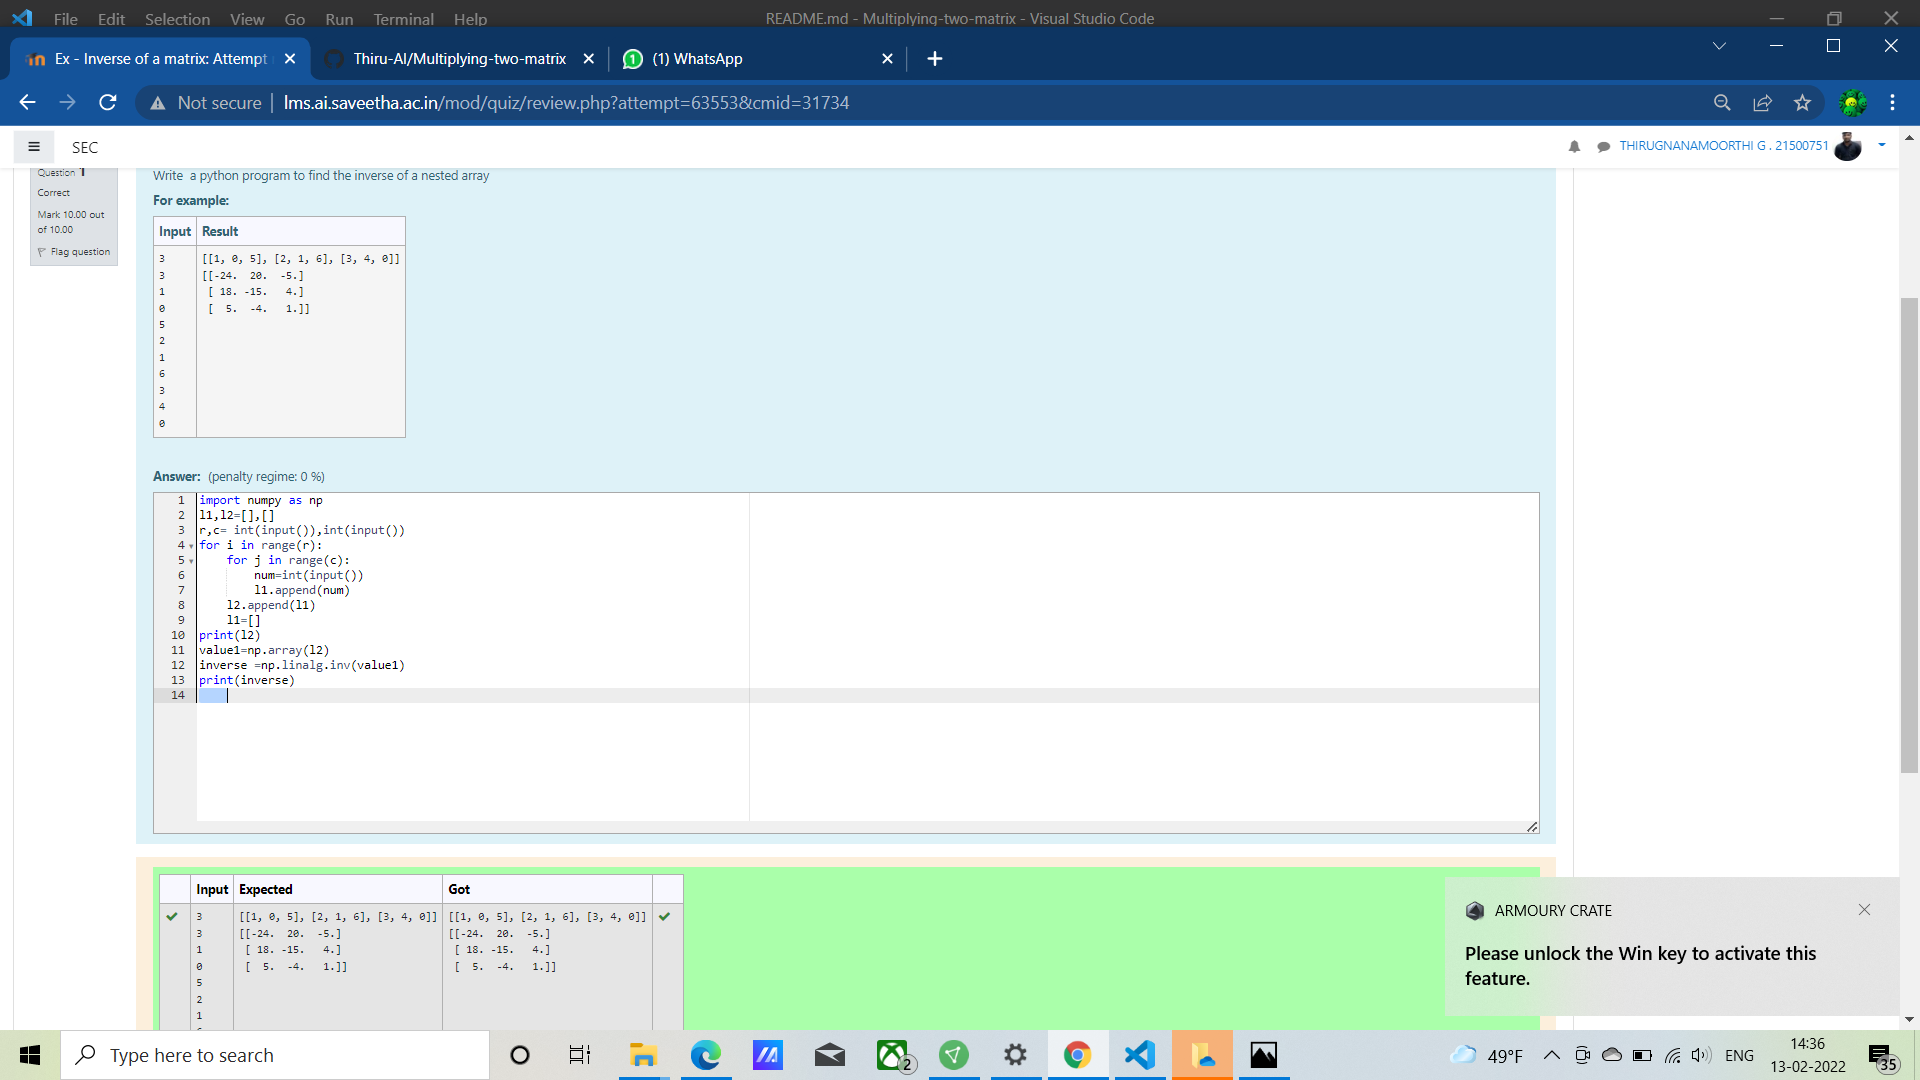 File Edit Selection View Go Run Terminal Help README.md - Multiplying-two-matrix - Visual Studio Code
Ex - Inverse of a matrix: Attempt Thiru-AI/Multiplying-two-matrix (1) WhatsApp
Not secure lms.ai.saveetha.ac.in/mod/quiz/review.php?attempt=63553&cmid=31734
SEC THIRUGNANAMOORTHI G . 21500751
Question 1
Correct
Mark 10.00 out
of 10.00
Flag question
Write a python program to find the inverse of a nested array
For example:
Input Result
3 [[1, 0, 5], [2, 1, 6], [3, 4, 0]]
3 [[-24. 20. -5.]
1 [ 18. -15. 4.]
0 [ 5. -4. 1.]]
5
2
1
6
3
4
0
Answer: (penalty regime: 0 %)
1 import numpy as np
2 l1,l2=[],[]
3 r,c= int(input()),int(input())
4 for i in range(r):
5 for j in range(c):
6 num=int(input())
7 l1.append(num)
8 l2.append(l1)
9 l1=[]
10 print(l2)
11 value1=np.array(l2)
12 inverse =np.linalg.inv(value1)
13 print(inverse)
14
Input Expected Got
3 [[1, 0, 5], [2, 1, 6], [3, 4, 0]] [[1, 0, 5], [2, 1, 6], [3, 4, 0]]
3 [[-24. 20. -5.] [[-24. 20. -5.]
1 [ 18. -15. 4.] [ 18. -15. 4.]
0 [ 5. -4. 1.]] [ 5. -4. 1.]]
5
2
1
ARMOURY CRATE
Please unlock the Win key to activate this
feature.
Type here to search
2
49°F
ENG
14:36
13-02-2022
35